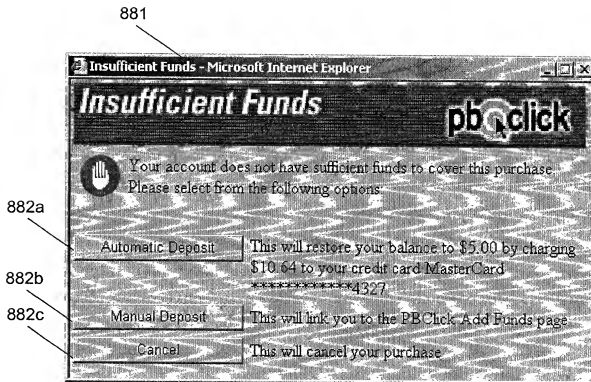 881
Insufficient Funds - Microsoft Internet Explorer
Insufficient Funds
pb click
Your account does not have sufficient funds to cover this purchase
Please select from the following options
882a
Automatic Deposit
This will restore your balance to $5.00 by charging
$10.64 to your credit card MasterCard
************4327
882b
Manual Deposit
This will link you to the PBClick Add Funds page
882c
Cancel
This will cancel your purchase